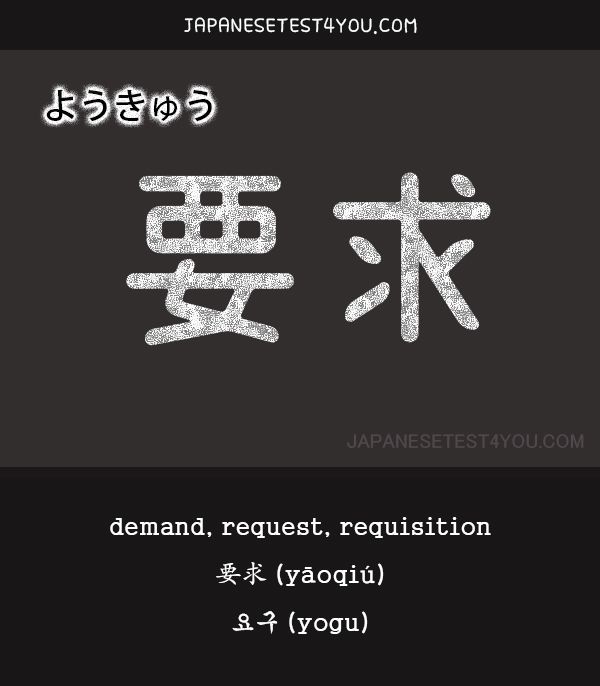 JAPANESETEST4YOU.COM
ようきゅう
要求
JAPANESETEST4YOU.COM
demand, request, requisition
要求 (yāoqiú)
요구 (yogu)